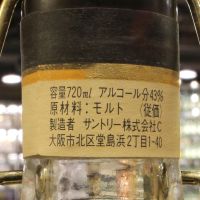 容量720ml アルコール分43%
原材料：モルト （従価）
製造者 サントリー株式会社C
大阪市北区堂島浜2丁目1-40